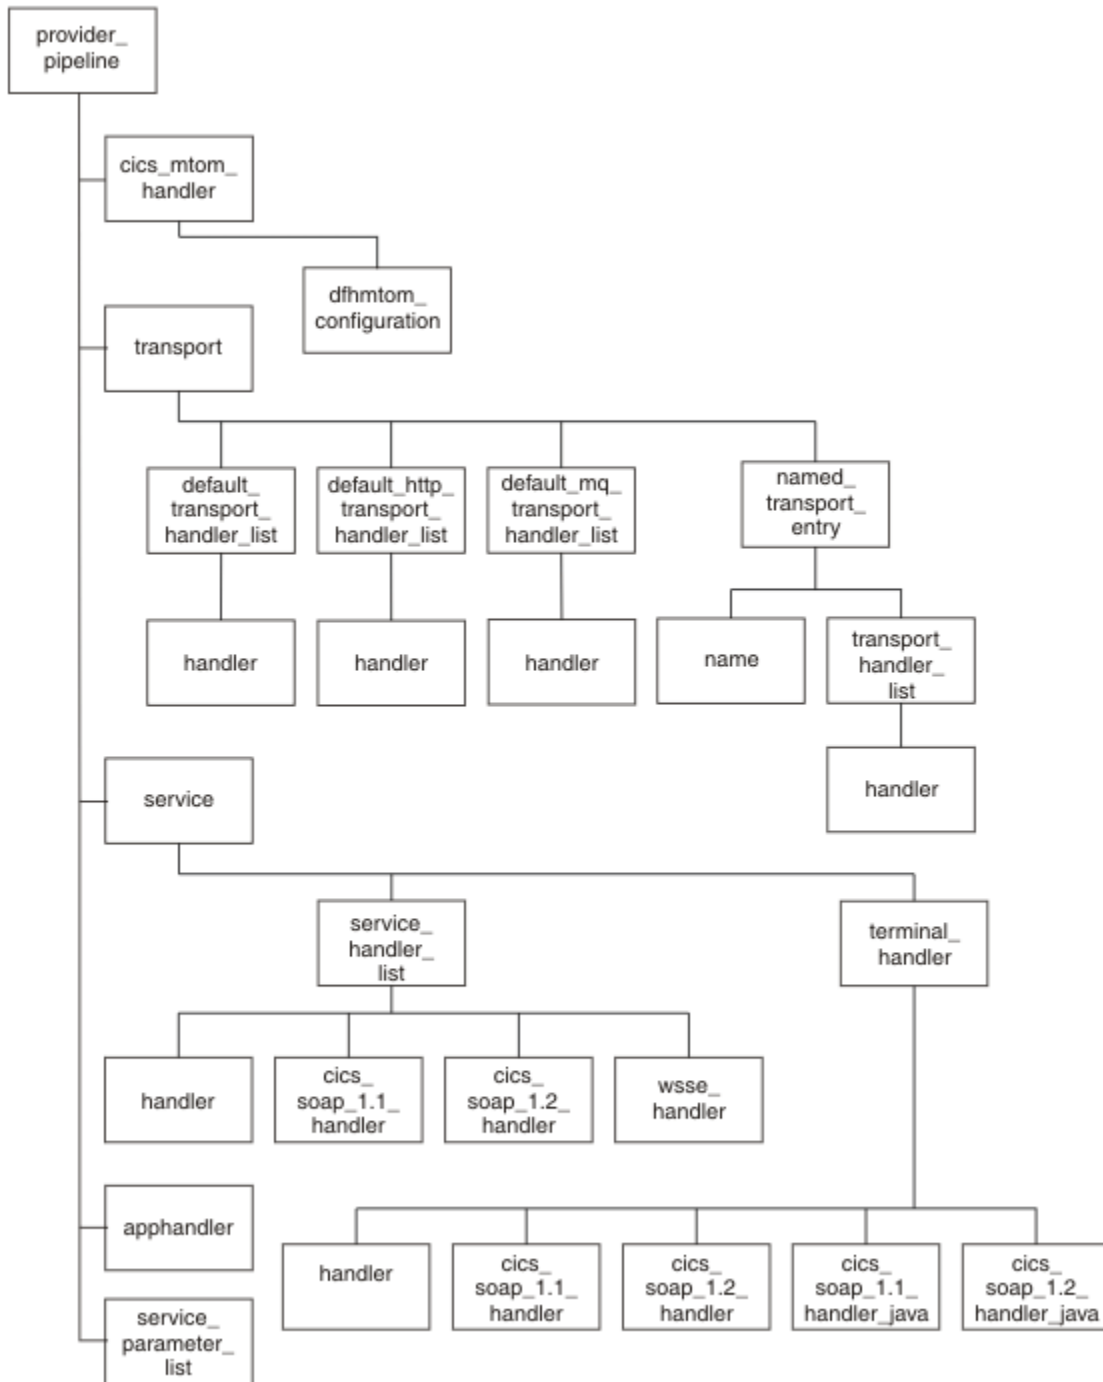 provider_
pipeline
cics_mtom_
handler
dfhmtom_
configuration
transport
default_
transport_
handler_list
default_http_
transport_
handler_list
default_mq_
transport_
handler_list
named_
transport_
entry
handler
handler
handler
name
transport_
handler_
list
handler
service
service_
handler_
list
terminal_
handler
handler
cics_
soap_1.1_
handler
cics_
soap_1.2_
handler
wsse_
handler
apphandler
handler
cics_
soap_1.1_
handler
cics_
soap_1.2_
handler
cics_
soap_1.1_
handler_java
cics_
soap_1.2_
handler_java
service_
parameter_
list